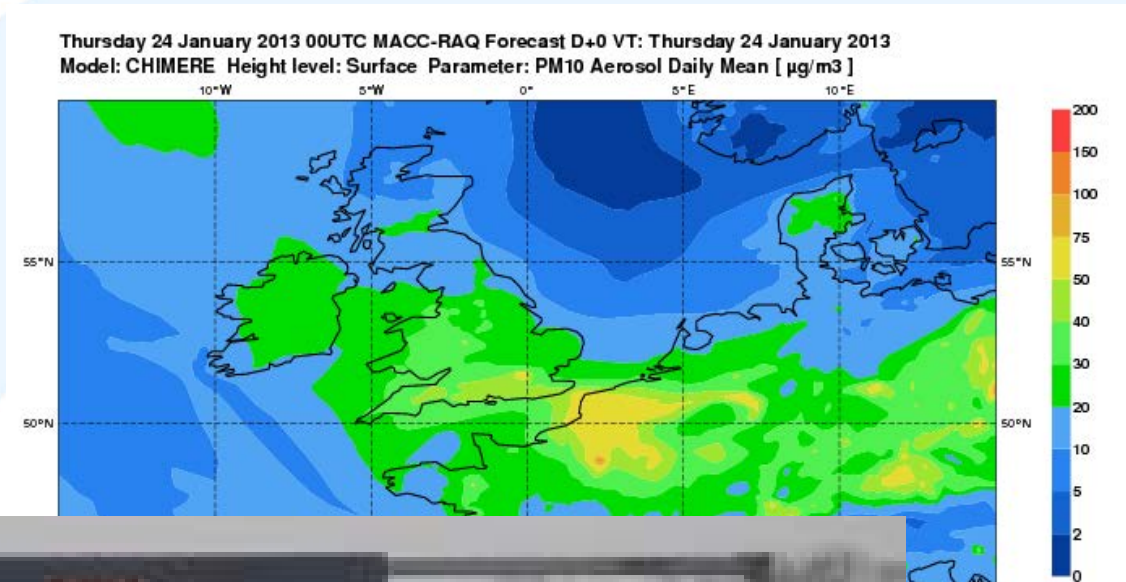 Thursday 24 January 2013 00UTC MACC-RAQ Forecast D+0 VT: Thursday 24 January 2013
Model: CHIMERE Height level: Surface Parameter: PM10 Aerosol Daily Mean [ µg/m3 ]
10°W 5°W 0° 5°E 10°E
200
150
100
75
55°N 55°N
50
40
30
20
50°N 50°N
10
5
2
0